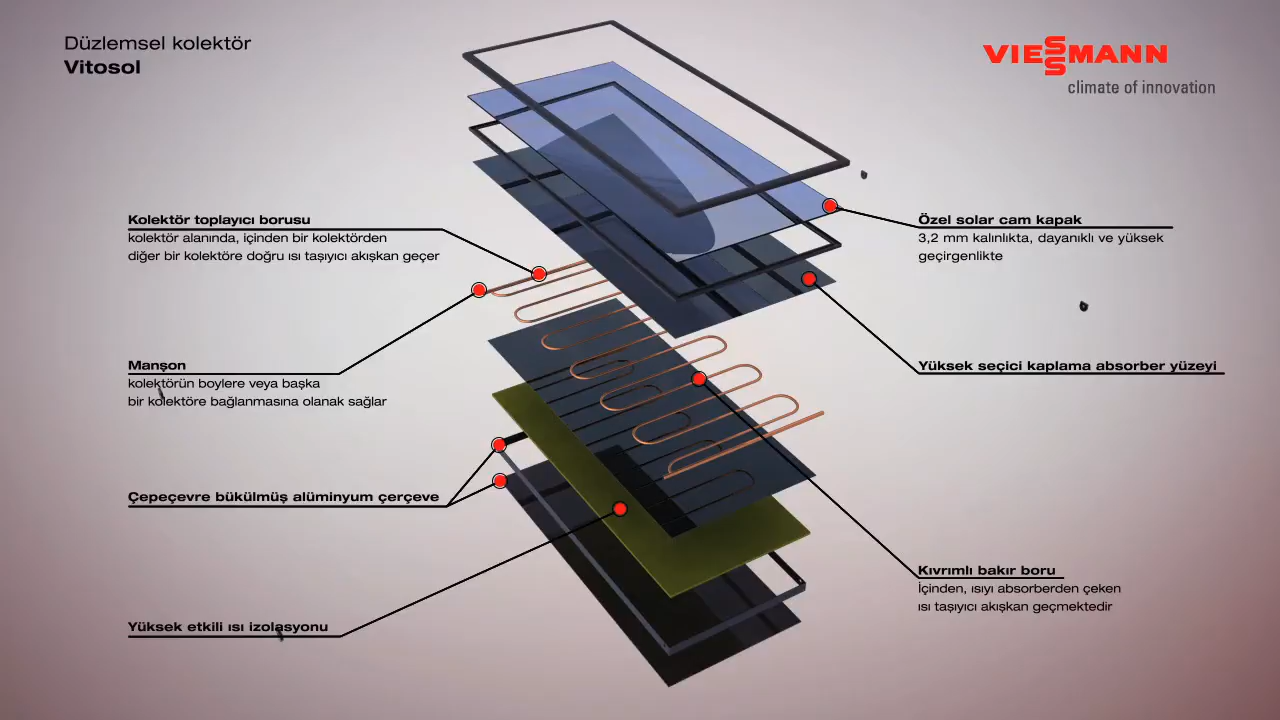 Düzlemsel kolektör
Vitosol
VIESSMANN
climate of innovation
Kolektör toplayıcı borusu
kolektör alanında, içinden bir kolektörden
diğer bir kolektöre doğru ısı taşıyıcı akışkan geçer
Manşon
kolektörün boylere veya başka
bir kolektöre bağlanmasına olanak sağlar
Çepeçevre bükülmüş alüminyum çerçeve
Yüksek etkili ısı izolasyonu
Özel solar cam kapak
3,2 mm kalınlıkta, dayanıklı ve yüksek
geçirgenlikte
Yüksek seçici kaplama absorber yüzeyi
Kıvrımlı bakır boru
İçinden, ısıyı absorberden çeken
ısı taşıyıcı akışkan geçmektedir